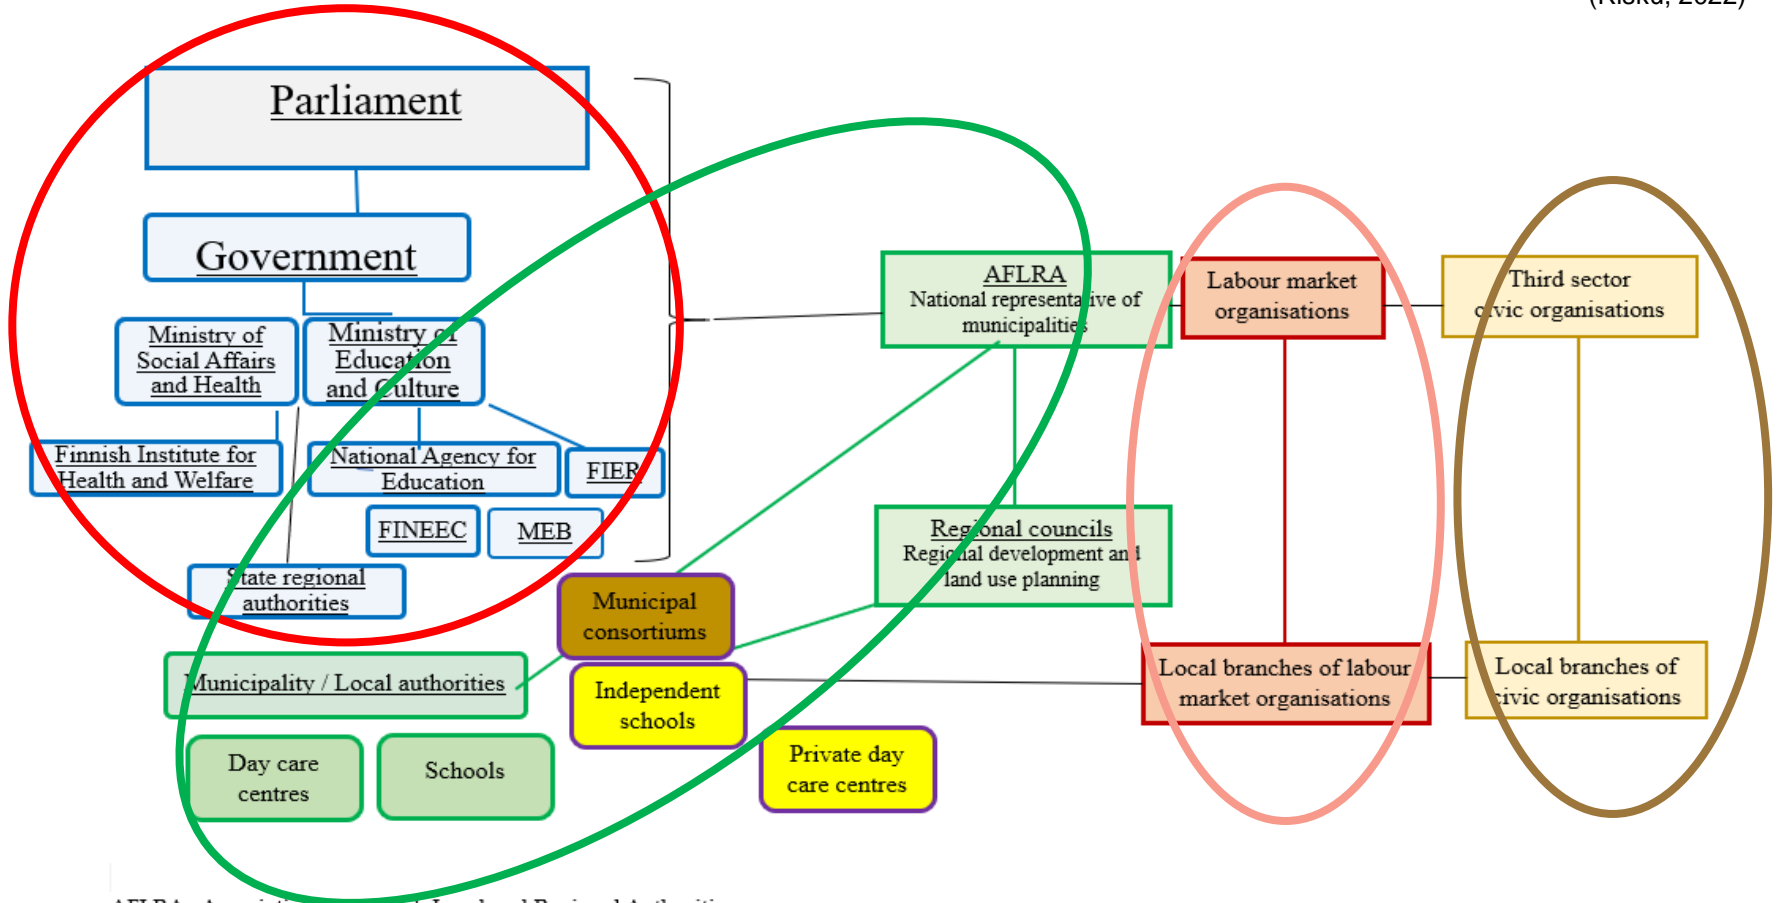 (Risku, 2022)
Parliament
Government
Ministry of
Social Affairs
and Health
Ministry of
Education
and Culture
Finnish Institute for
Health and Welfare
National Agency for
Education
FIER
FINEEC
MEB
State regional
authorities
AFLRA
National representative of
municipalities
Labour market
organisations
Third sector
civic organisations
Regional councils
Regional development and
land use planning
Municipal
consortiums
Municipality / Local authorities
Independent
schools
Local branches of labour
market organisations
Local branches of
civic organisations
Day care
centres
Schools
Private day
care centres